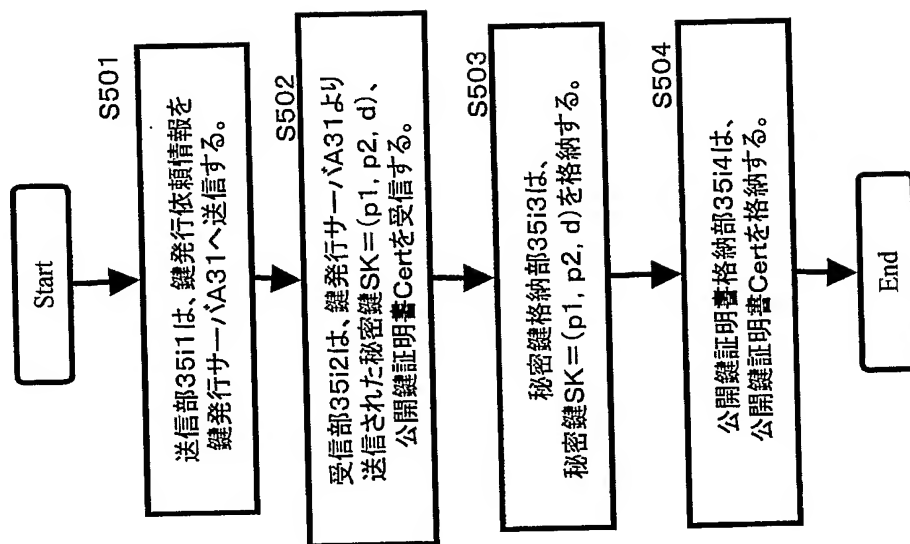 Start
S501
送信部35i1は、鍵発行依頼情報を
鍵発行サーバA31へ送信する。
S502
受信部35i2は、鍵発行サーバA31より
送信された秘密鍵SK=(p1, p2, d)、
公開鍵証明書Certを受信する。
S503
秘密鍵格納部35i3は、
秘密鍵SK=(p1, p2, d)を格納する。
S504
公開鍵証明書格納部35i4は、
公開鍵証明書Certを格納する。
End